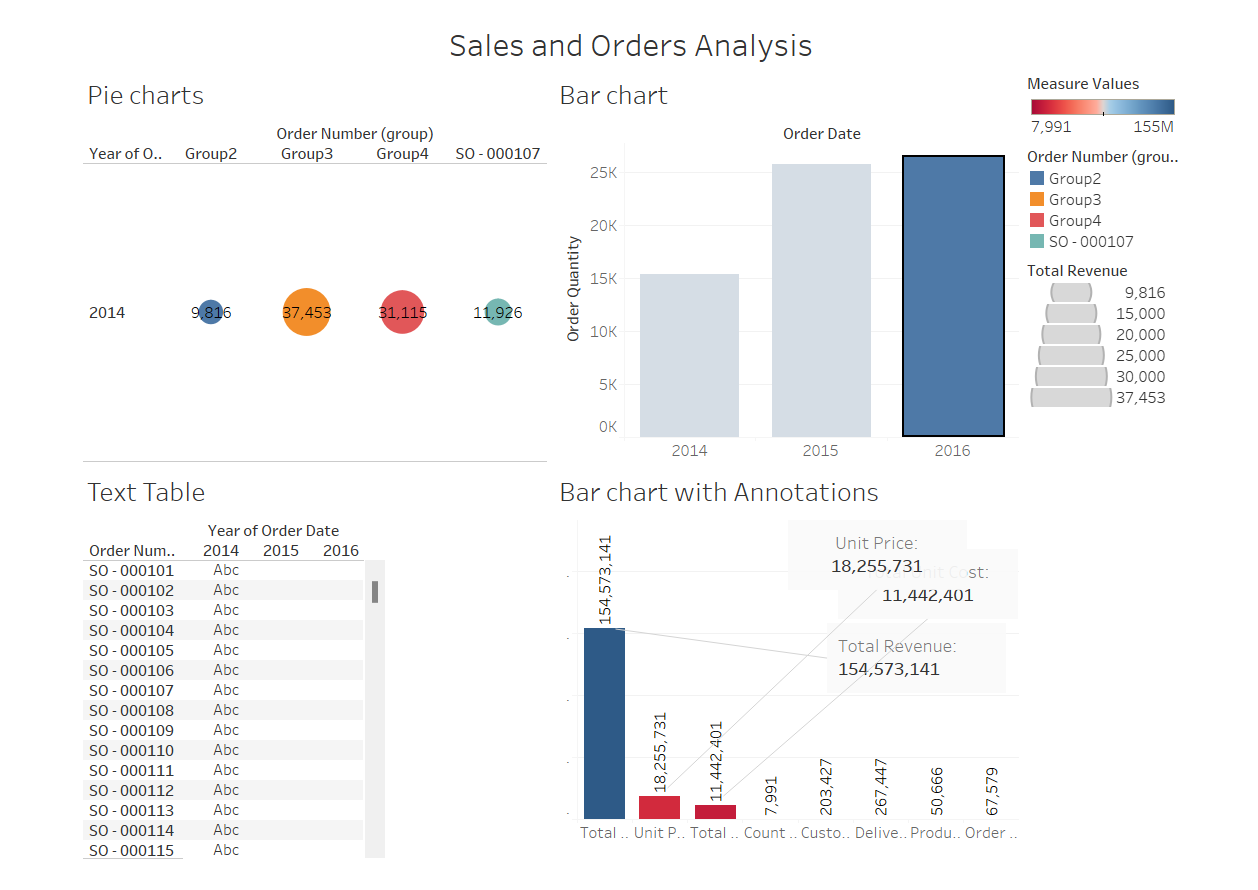 Sales and Orders Analysis
Pie charts
Order Number (group)
Year of O.. Group2 Group3 Group4 SO - 000107
2014 9,816 37,453 31,115 11,926
Bar chart
Order Date
Order Quantity
25K
20K
15K
10K
5K
0K
2014 2015 2016
Measure Values
7,991 155M
Order Number (grou..
Group2
Group3
Group4
SO - 000107
Total Revenue
9,816
15,000
20,000
25,000
30,000
37,453
Text Table
Year of Order Date
Order Num.. 2014 2015 2016
SO - 000101 Abc
SO - 000102 Abc
SO - 000103 Abc
SO - 000104 Abc
SO - 000105 Abc
SO - 000106 Abc
SO - 000107 Abc
SO - 000108 Abc
SO - 000109 Abc
SO - 000110 Abc
SO - 000111 Abc
SO - 000112 Abc
SO - 000113 Abc
SO - 000114 Abc
SO - 000115 Abc
Bar chart with Annotations
Unit Price:
18,255,731
Total Unit Cost:
11,442,401
Total Revenue:
154,573,141
154,573,141
18,255,731
11,442,401
7,991
203,427
267,447
50,666
67,579
Total .. Unit P.. Total .. Count .. Custo.. Delive.. Produ.. Order ..